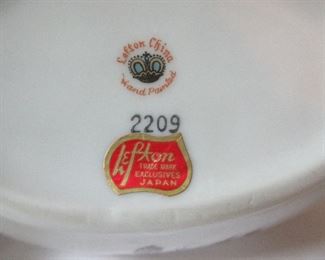 Lefton China
Hand Painted
2209
Lefton
TRADE MARK
EXCLUSIVES
JAPAN